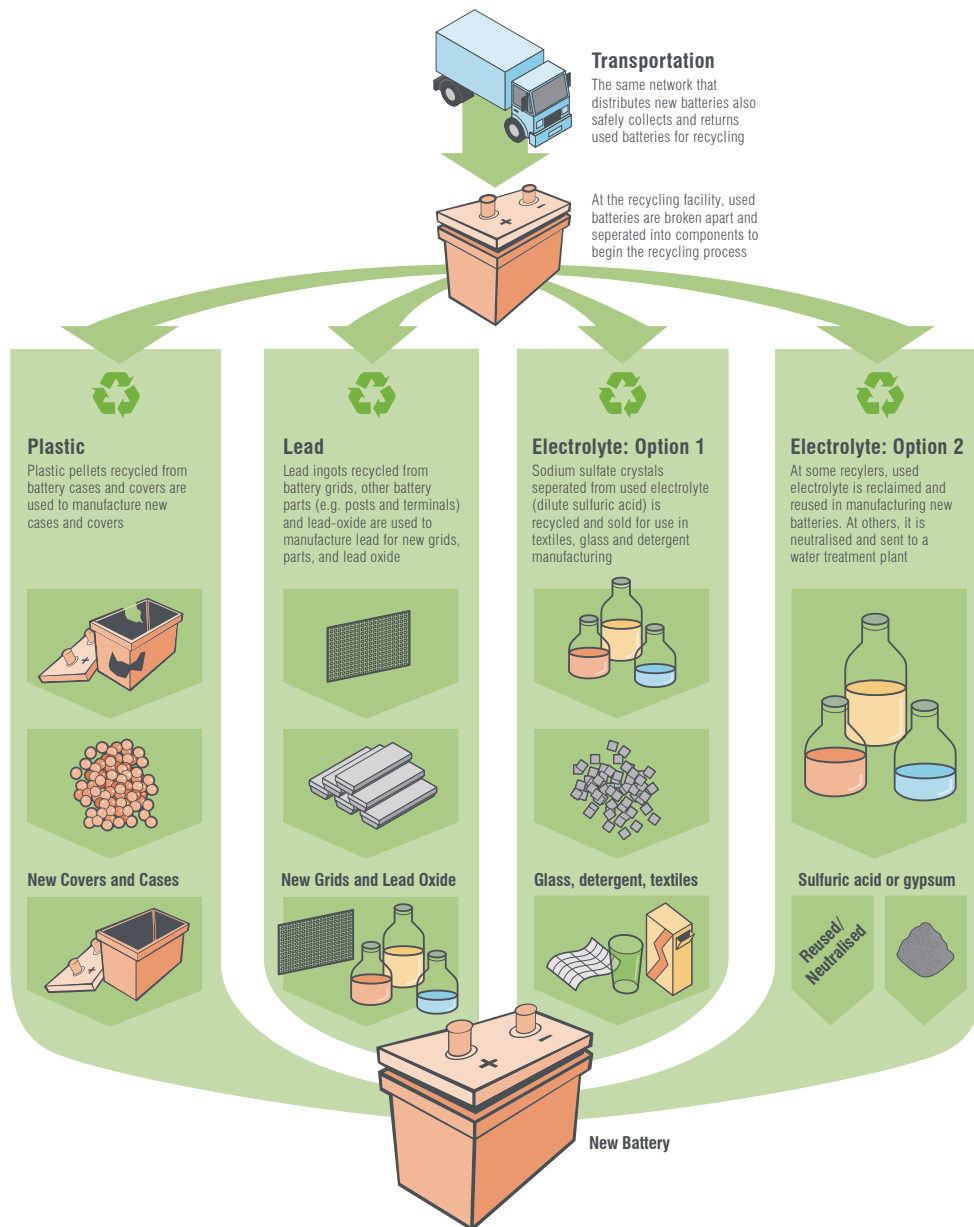 Transportation
The same network that
distributes new batteries also
safely collects and returns
used batteries for recycling
At the recycling facility, used
batteries are broken apart and
seperated into components to
begin the recycling process
Plastic
Plastic pellets recycled from
battery cases and covers are
used to manufacture new
cases and covers
Lead
Lead ingots recycled from
battery grids, other battery
parts (e.g. posts and terminals)
and lead-oxide are used to
manufacture lead for new grids,
parts, and lead oxide
Electrolyte: Option 1
Sodium sulfate crystals
seperated from used electrolyte
(dilute sulfuric acid) is
recycled and sold for use in
textiles, glass and detergent
manufacturing
Electrolyte: Option 2
At some recylers, used
electrolyte is reclaimed and
reused in manufacturing new
batteries. At others, it is
neutralised and sent to a
water treatment plant
New Covers and Cases
New Grids and Lead Oxide
Glass, detergent, textiles
Sulfuric acid or gypsum
Reused/
Neutralised
New Battery